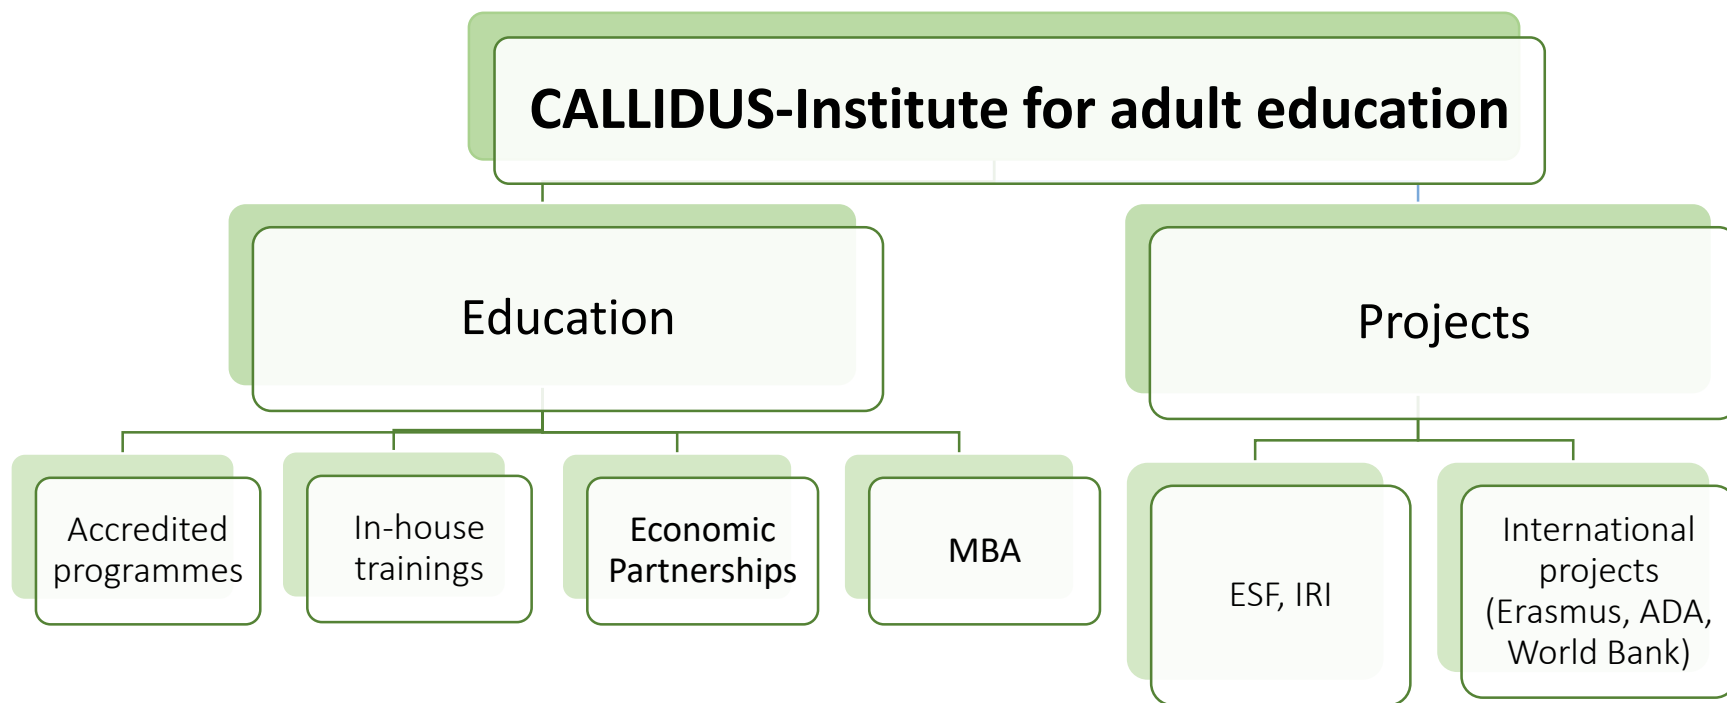 CALLIDUS-Institute for adult education
Education
Projects
Accredited
programmes
In-house
trainings
Economic
Partnerships
MBA
ESF, IRI
International
projects
(Erasmus, ADA,
World Bank)